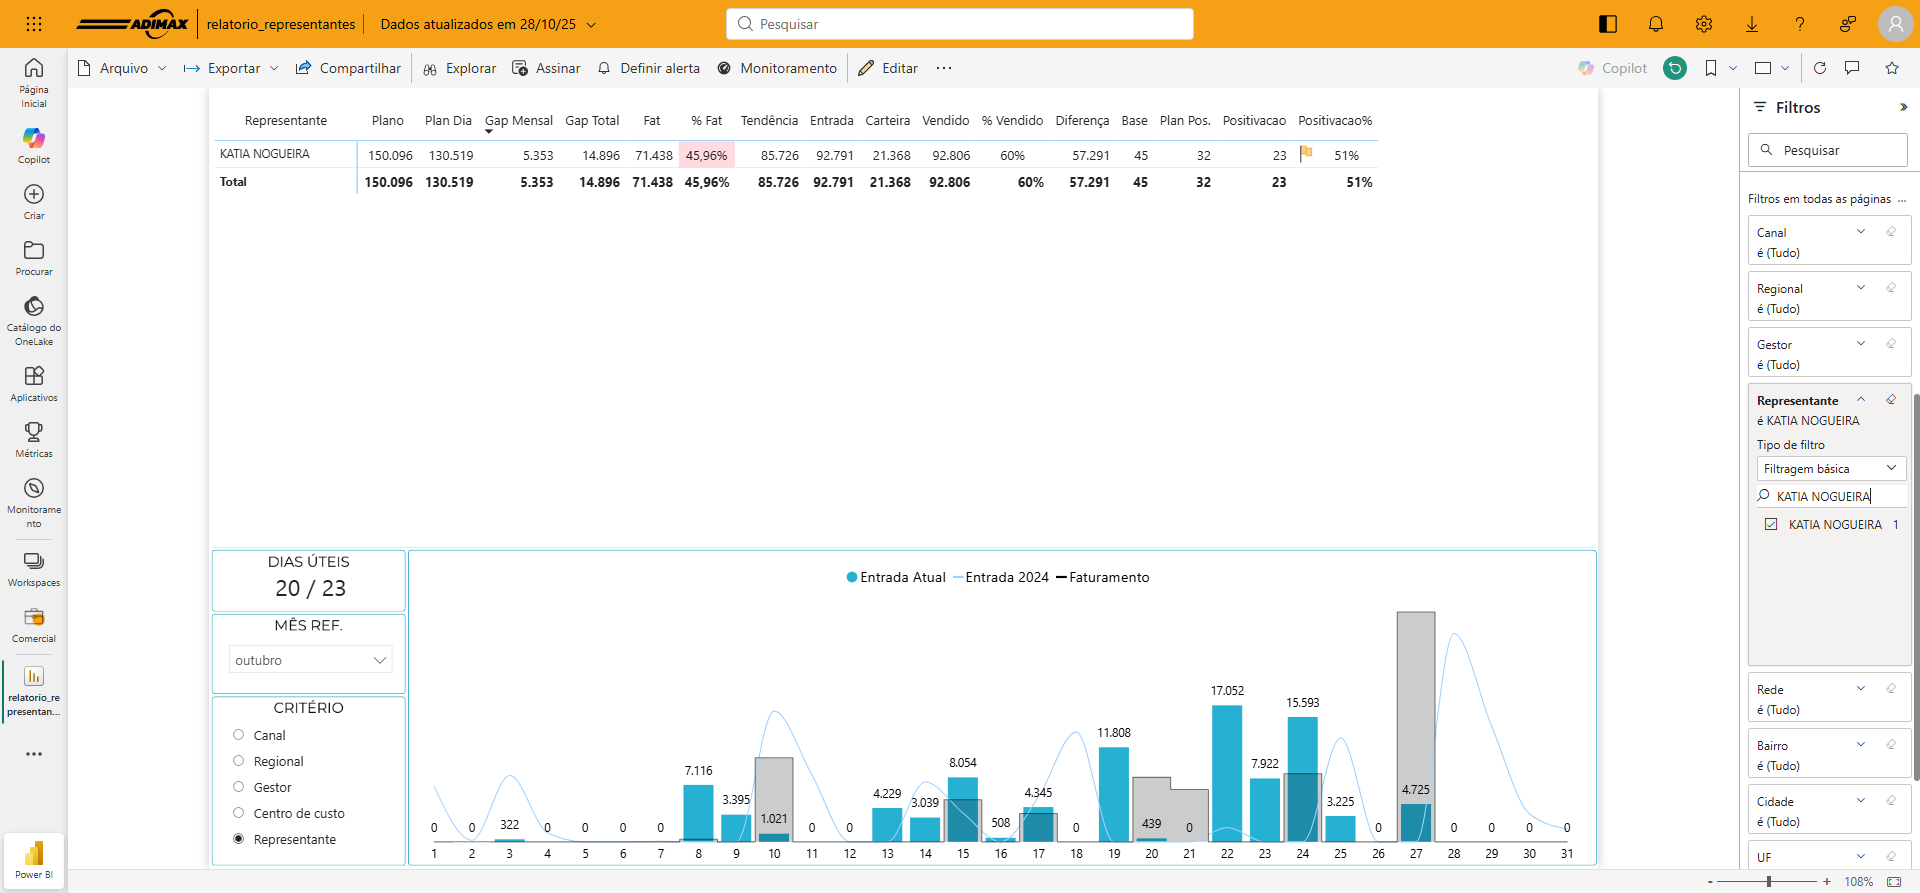 ADIMAX relatorio_representantes Dados atualizados em 28/10/25 Pesquisar
Arquivo Exportar Compartilhar Explorar Assinar Definir alerta Monitoramento Editar ... Copilot
Página Inicial
Copilot
Criar
Procurar
Catálogo do OneLake
Aplicativos
Métricas
Monitorame
nto
Workspaces
Comercial
relatorio_re
presentan...
Power BI
Representante Plano Plan Dia Gap Mensal Gap Total Fat % Fat Tendência Entrada Carteira Vendido % Vendido Diferença Base Plan Pos. Positivacao Positivacao%
KATIA NOGUEIRA 150.096 130.519 5.353 14.896 71.438 45,96% 85.726 92.791 21.368 92.806 60% 57.291 45 32 23 51%
Total 150.096 130.519 5.353 14.896 71.438 45,96% 85.726 92.791 21.368 92.806 60% 57.291 45 32 23 51%
DIAS ÚTEIS
20 / 23
MÊS REF.
outubro
CRITÉRIO
Canal
Regional
Gestor
Centro de custo
Representante
Entrada Atual Entrada 2024 Faturamento
0 0 322 0 0 0 0 7.116 3.395 1.021 0 0 4.229 3.039 8.054 508 4.345 0 11.808 439 0 17.052 7.922 15.593 3.225 0 4.725 0 0 0 0
1 2 3 4 5 6 7 8 9 10 11 12 13 14 15 16 17 18 19 20 21 22 23 24 25 26 27 28 29 30 31
Filtros
Pesquisar
Filtros em todas as páginas ...
Canal
é (Tudo)
Regional
é (Tudo)
Gestor
é (Tudo)
Representante
é KATIA NOGUEIRA
Tipo de filtro
Filtragem básica
KATIA NOGUEIRA
KATIA NOGUEIRA 1
Rede
é (Tudo)
Bairro
é (Tudo)
Cidade
é (Tudo)
UF
- + 108%